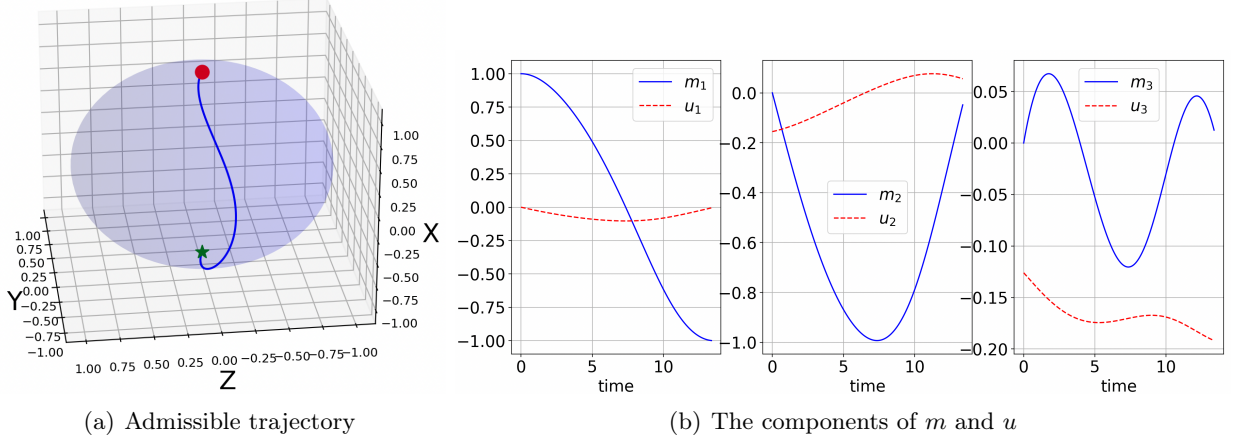 1.00
0.75
0.50
0.25
0.00
−0.25
−0.50
−0.75
−1.00
X
1.00
0.75
0.50
0.25
0.00
−0.25
−0.50
−0.75
−1.00
Y
1.00 0.75 0.50 0.25 0.00 −0.25 −0.50 −0.75 −1.00
Z
(a) Admissible trajectory
1.00
0.75
0.50
0.25
0.00
−0.25
−0.50
−0.75
−1.00
m1
u1
0 5 10
time
0.0
−0.2
−0.4
−0.6
−0.8
−1.0
m2
u2
0 5 10
time
0.05
0.00
−0.05
−0.10
−0.15
−0.20
m3
u3
0 5 10
time
(b) The components of m and u